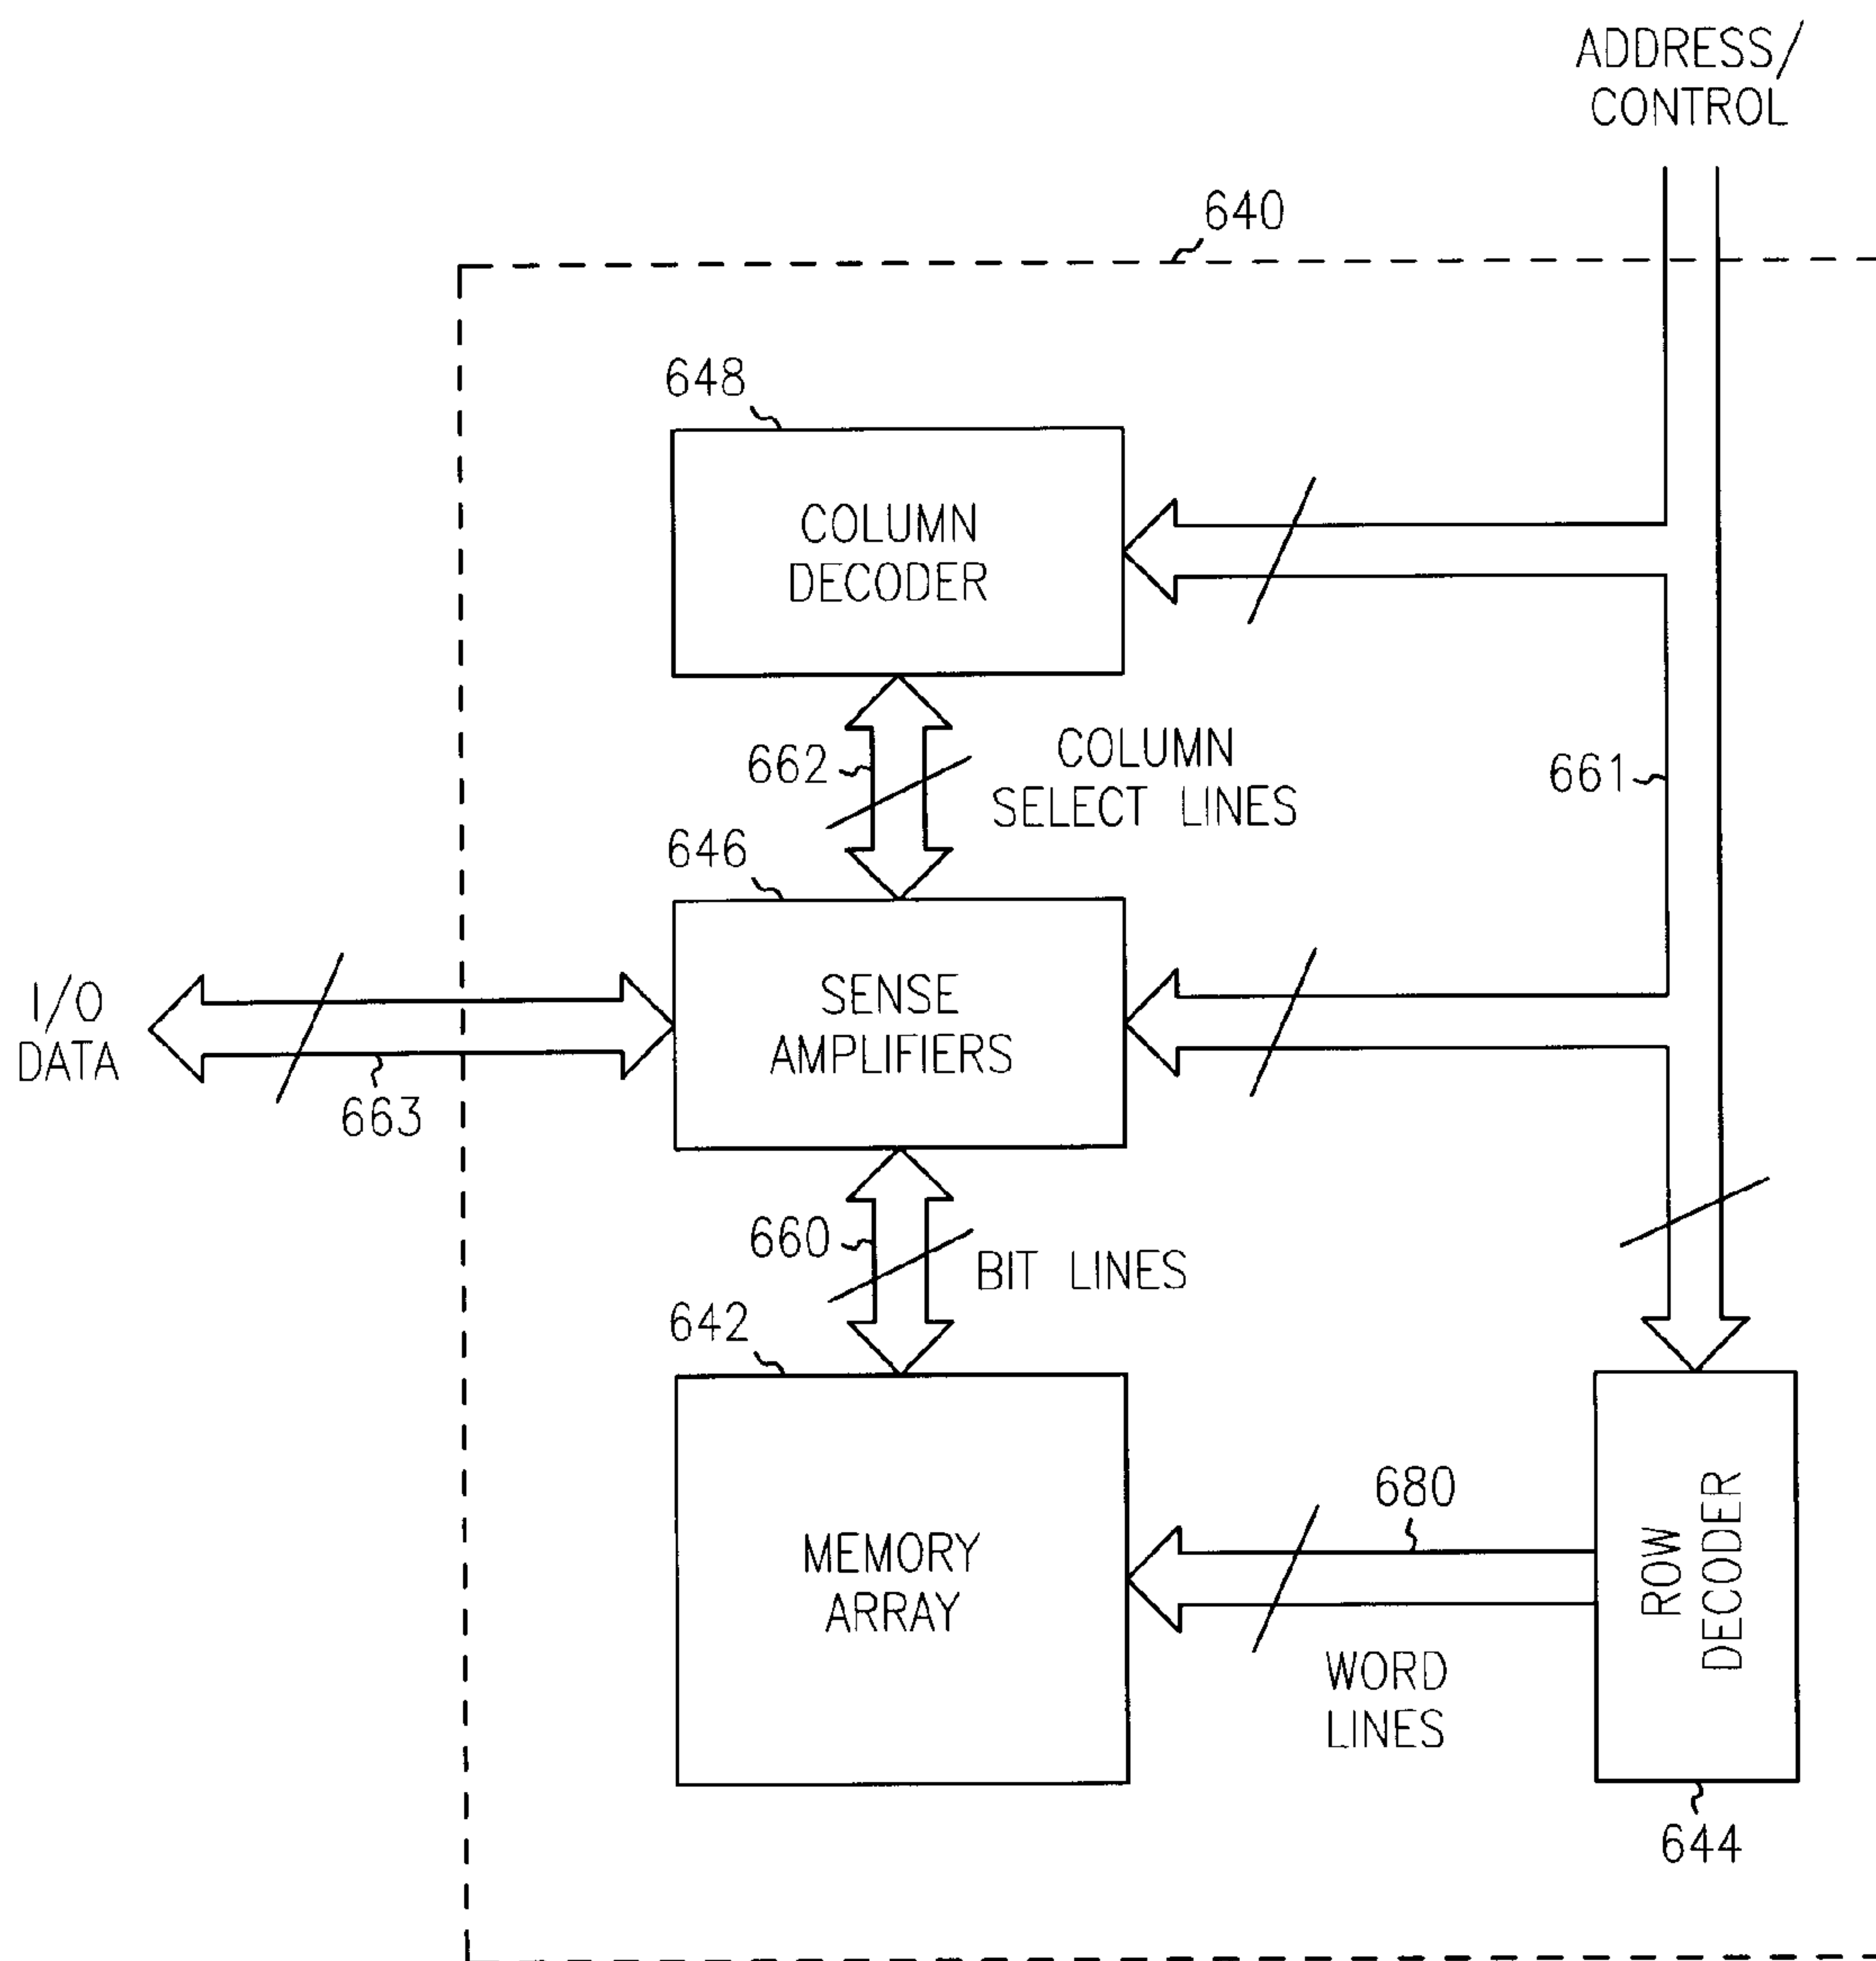 ADDRESS/
CONTROL
640
648
COLUMN
DECODER
662
COLUMN
SELECT LINES
661
646
SENSE
AMPLIFIERS
I/O
DATA
663
660
BIT LINES
642
MEMORY
ARRAY
680
WORD
LINES
ROW
DECODER
644